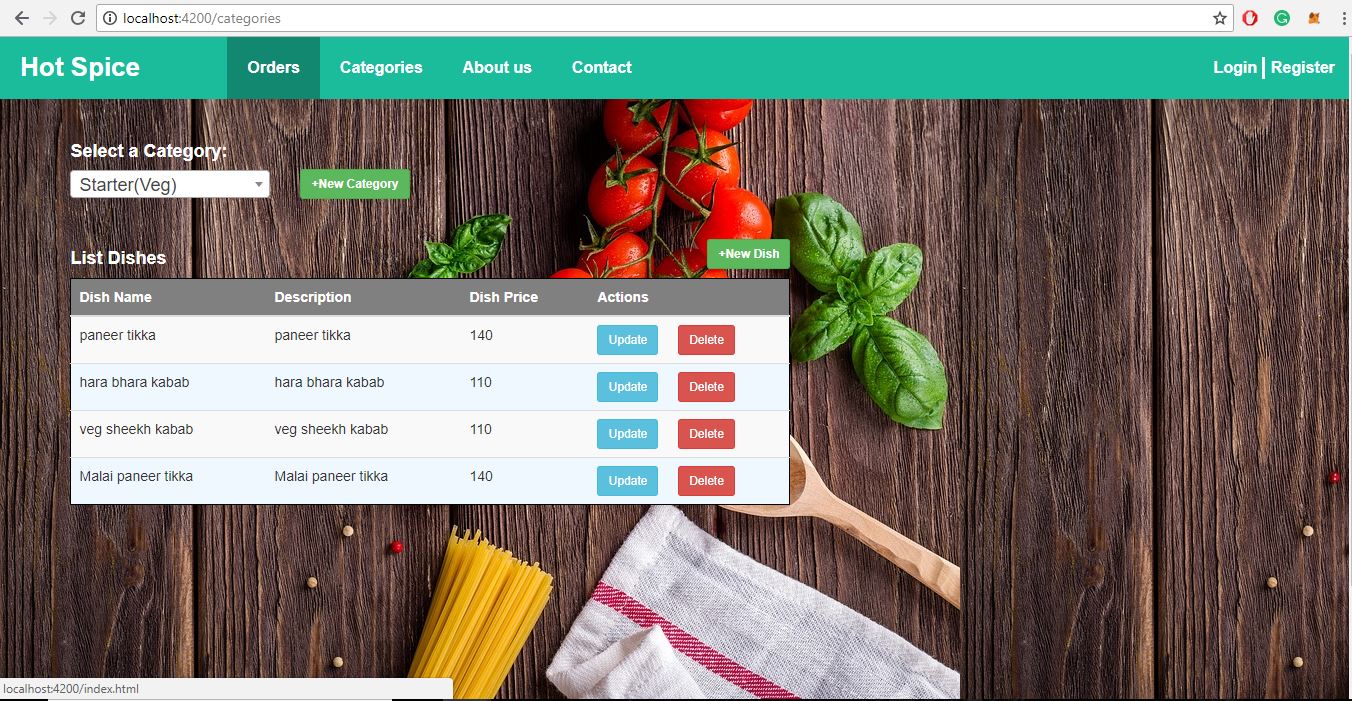 localhost:4200/categories
Hot Spice Orders Categories About us Contact Login Register
Select a Category:
Starter(Veg) +New Category
List Dishes +New Dish
Dish Name Description Dish Price Actions
paneer tikka paneer tikka 140 Update Delete
hara bhara kabab hara bhara kabab 110 Update Delete
veg sheekh kabab veg sheekh kabab 110 Update Delete
Malai paneer tikka Malai paneer tikka 140 Update Delete
localhost:4200/index.html